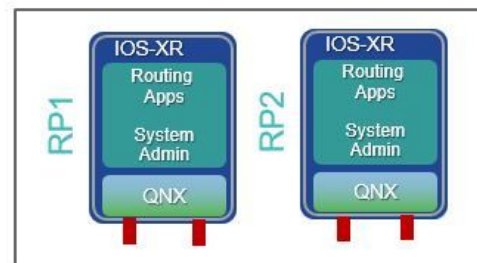 RP1
IOS-XR
Routing
Apps
System
Admin
QNX
RP2
IOS-XR
Routing
Apps
System
Admin
QNX